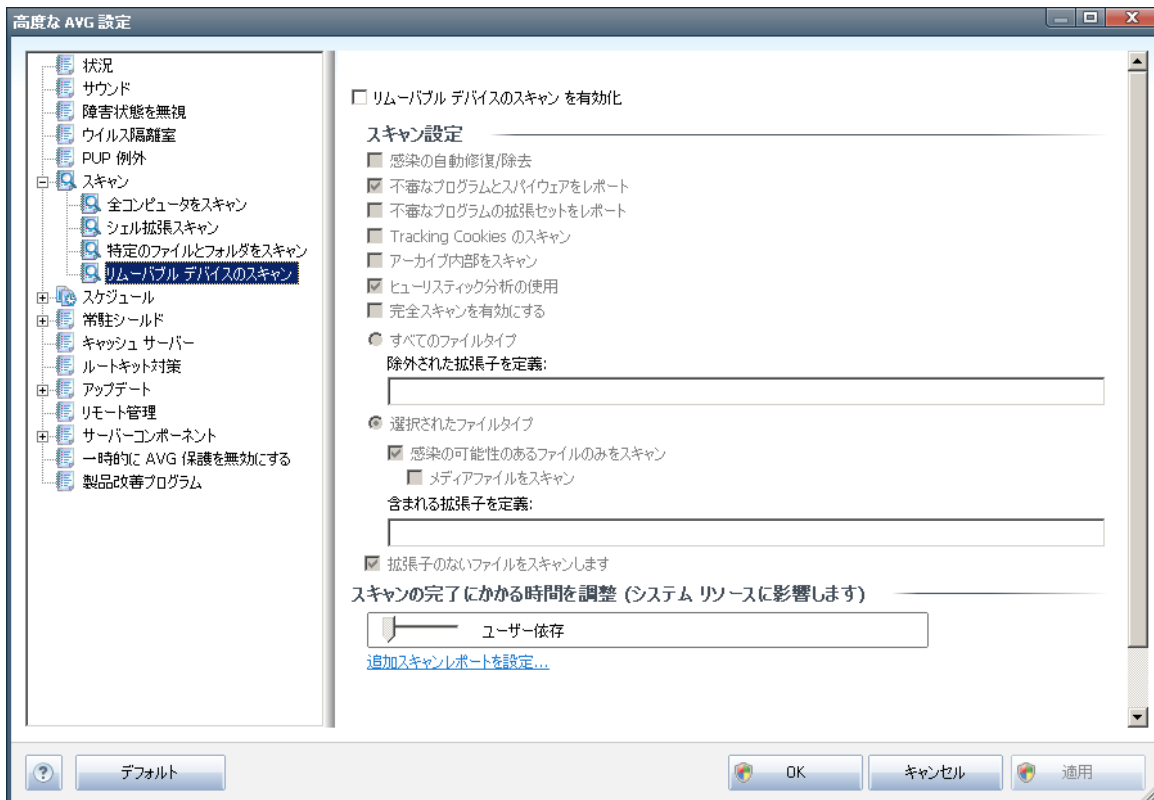 高度な AVG 設定
状況
サウンド
障害状態を無視
ウイルス隔離室
PUP 例外
スキャン
全コンピュータをスキャン
シェル拡張スキャン
特定のファイルとフォルダをスキャン
リムーバブル デバイスのスキャン
スケジュール
常駐シールド
キャッシュ サーバー
ルートキット対策
アップデート
リモート管理
サーバーコンポーネント
一時的に AVG 保護を無効にする
製品改善プログラム
リムーバブル デバイスのスキャン を有効化
スキャン設定
感染の自動修復/除去
不審なプログラムとスパイウェアをレポート
不審なプログラムの拡張セットをレポート
Tracking Cookies のスキャン
アーカイブ内部をスキャン
ヒューリスティック分析の使用
完全スキャンを有効にする
すべてのファイルタイプ
除外された拡張子を定義:
選択されたファイルタイプ
感染の可能性のあるファイルのみをスキャン
メディアファイルをスキャン
含まれる拡張子を定義:
拡張子のないファイルをスキャンします
スキャンの完了にかかる時間を調整 (システム リソースに影響します)
ユーザー依存
追加スキャンレポートを設定...
? デフォルト OK キャンセル 適用